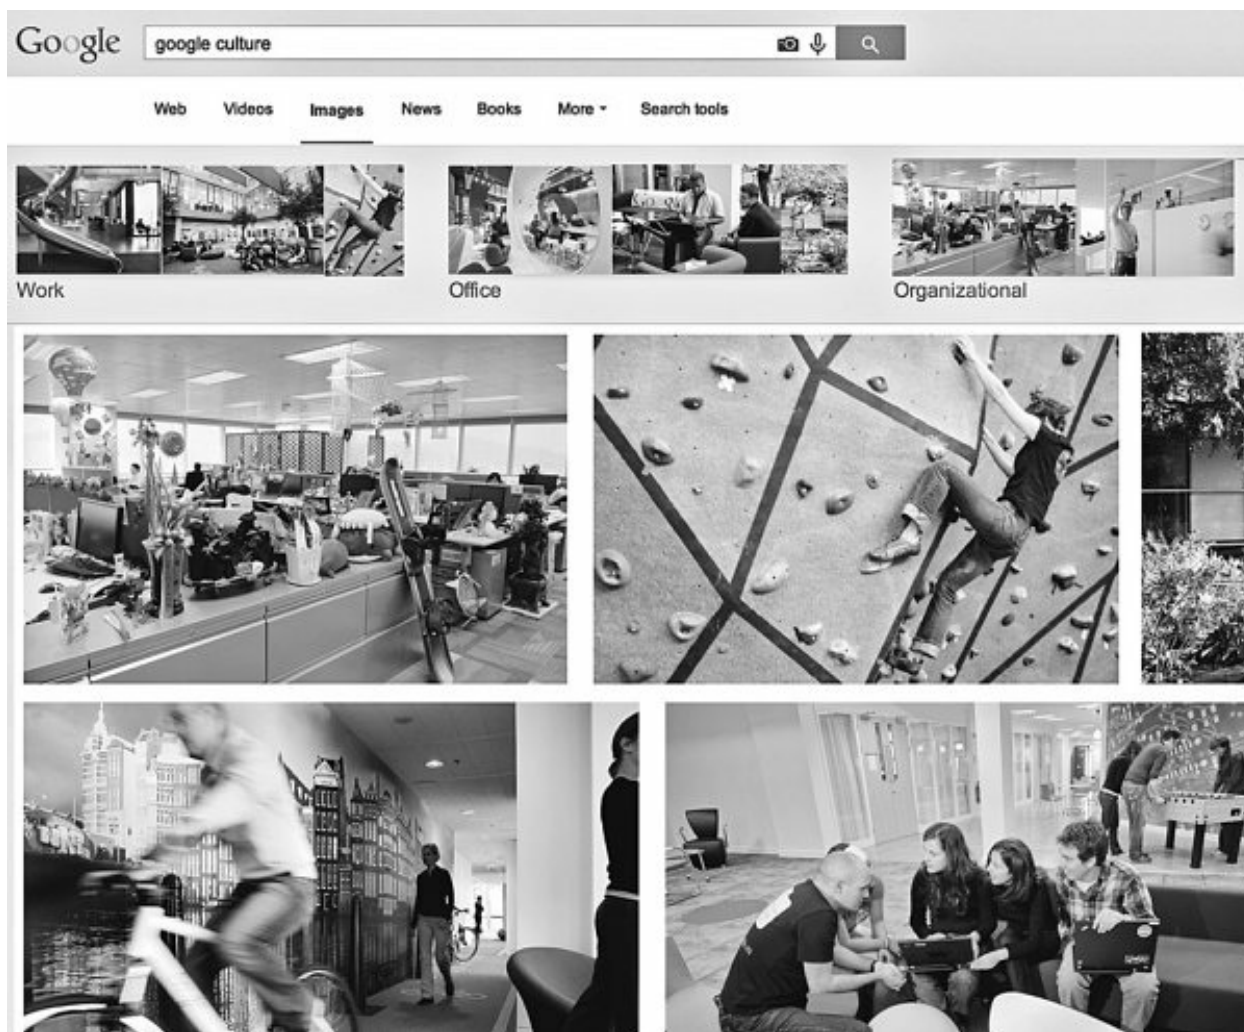 Google google culture
Web Videos Images News Books More Search tools
Work Office Organizational